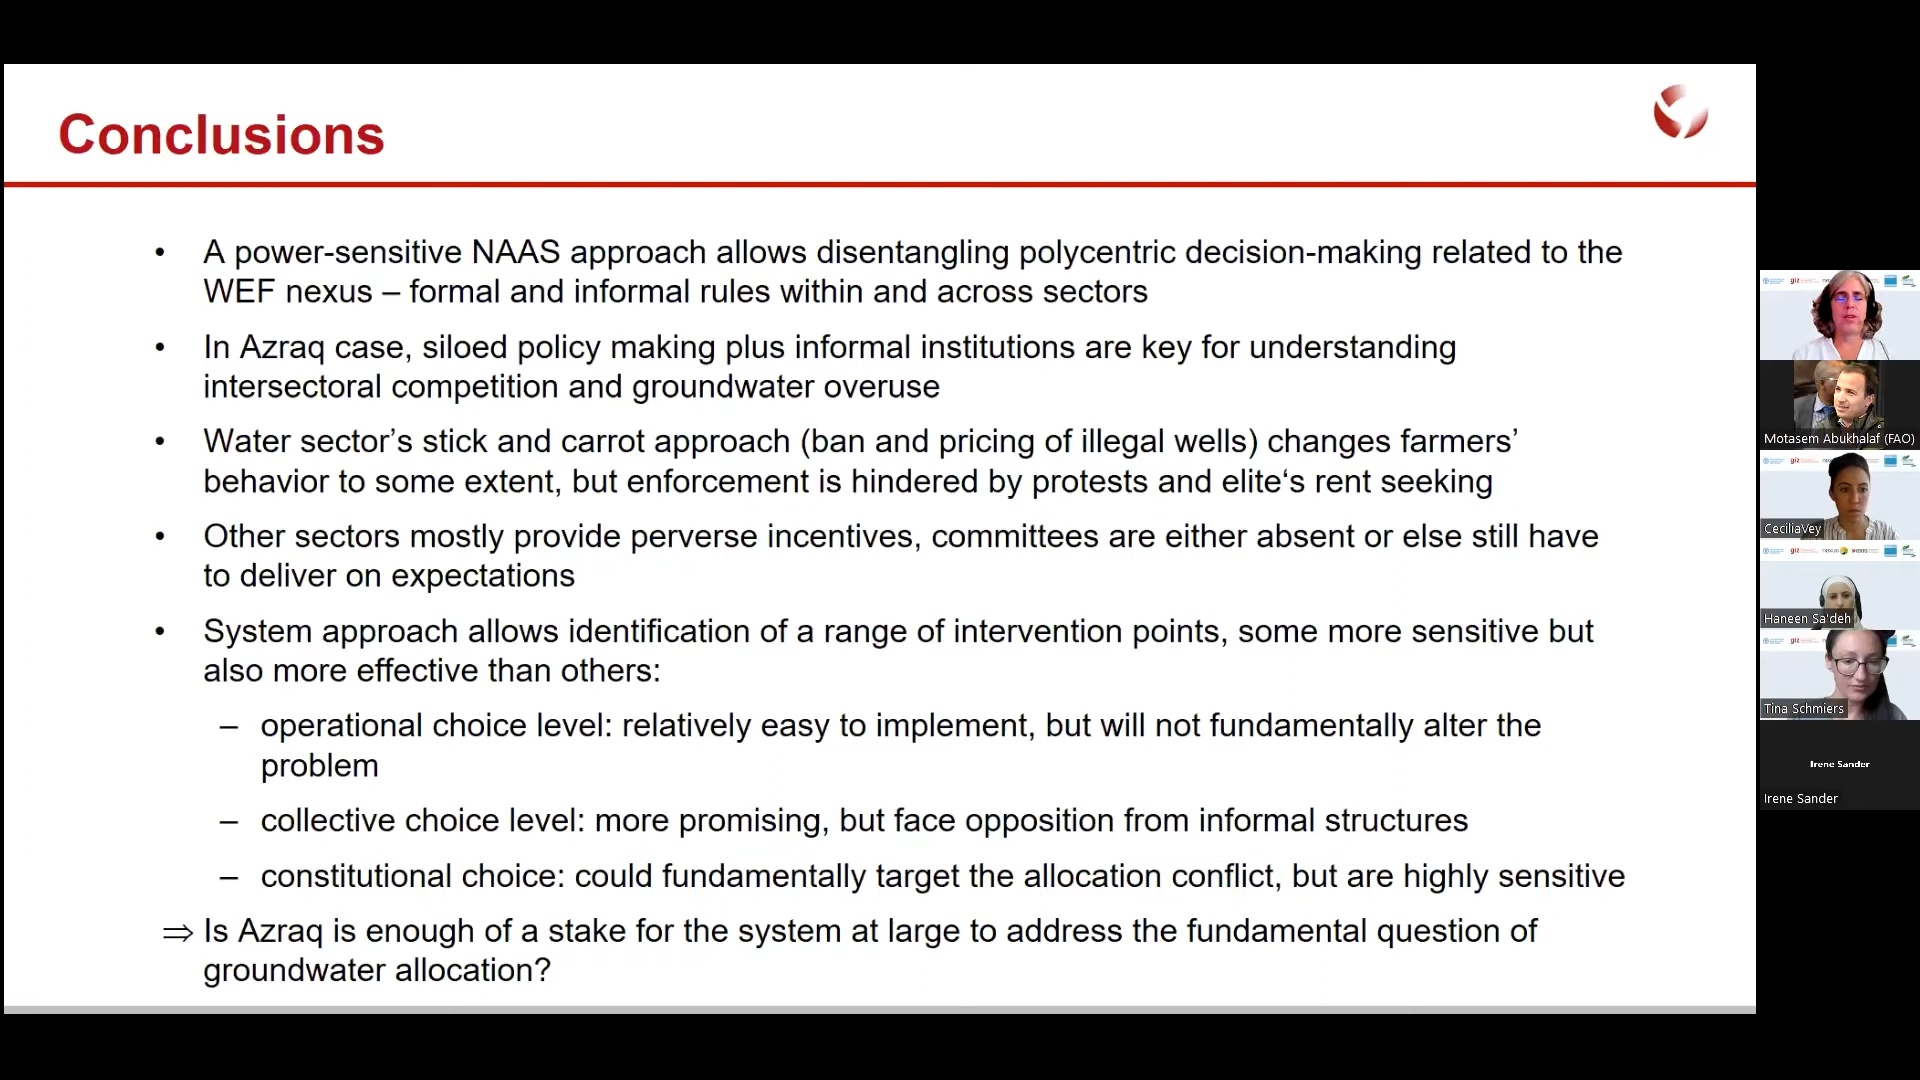 Conclusions
• A power-sensitive NAAS approach allows disentangling polycentric decision-making related to the
WEF nexus – formal and informal rules within and across sectors
• In Azraq case, siloed policy making plus informal institutions are key for understanding
intersectoral competition and groundwater overuse
• Water sector’s stick and carrot approach (ban and pricing of illegal wells) changes farmers’
behavior to some extent, but enforcement is hindered by protests and elite‘s rent seeking
• Other sectors mostly provide perverse incentives, committees are either absent or else still have
to deliver on expectations
• System approach allows identification of a range of intervention points, some more sensitive but
also more effective than others:
– operational choice level: relatively easy to implement, but will not fundamentally alter the
problem
– collective choice level: more promising, but face opposition from informal structures
– constitutional choice: could fundamentally target the allocation conflict, but are highly sensitive
⇒ Is Azraq is enough of a stake for the system at large to address the fundamental question of
groundwater allocation?
giz
Motasem Abukhalaf (FAO)
giz
CeciliaVey
giz
Haneen Sa'deh
giz
Tina Schmiers
Irene Sander
Irene Sander